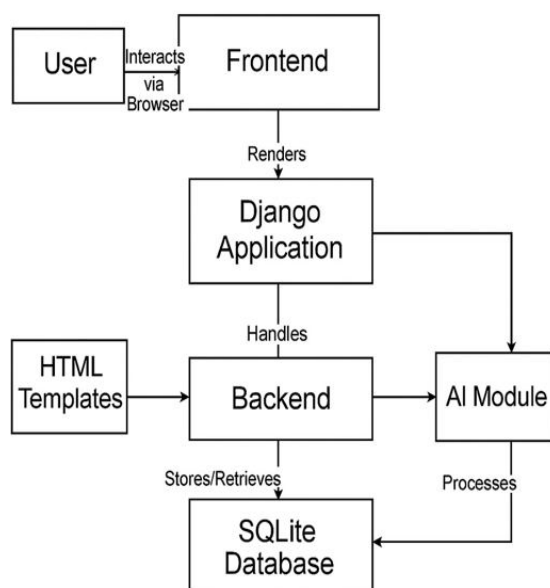 User
Interacts
via
Browser
Frontend
Renders
Django
Application
Handles
HTML
Templates
Backend
AI Module
Stores/Retrieves
Processes
SQLite
Database